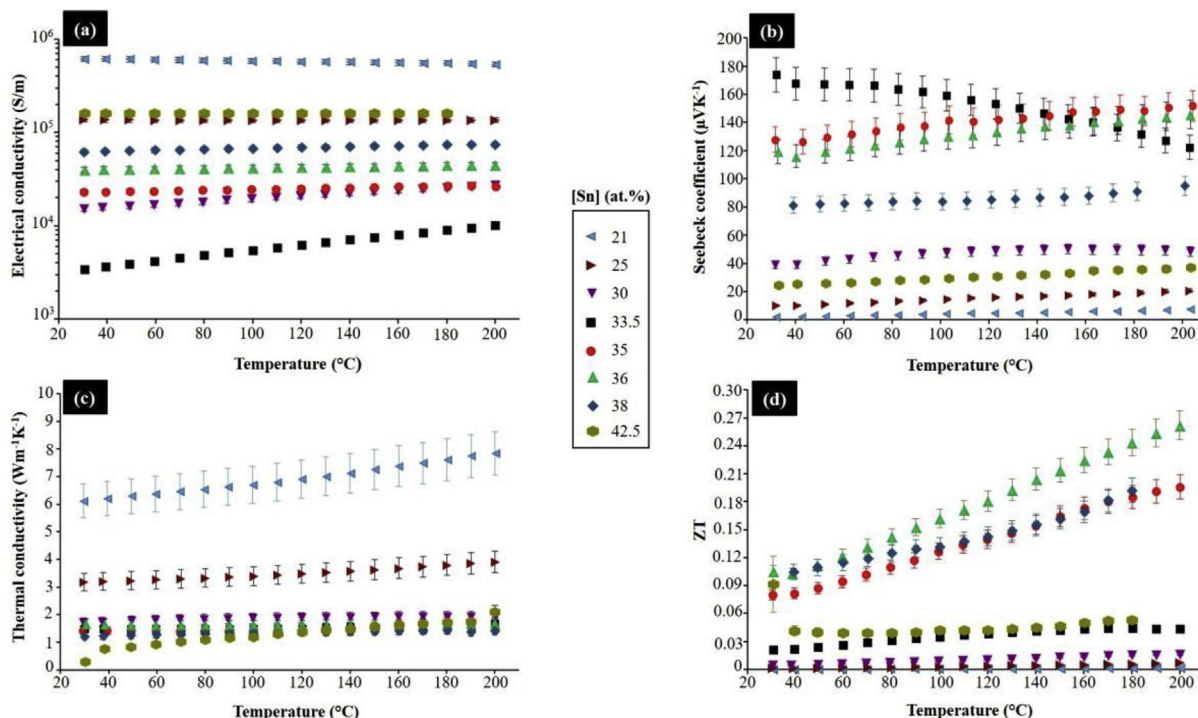 (a)
Electrical conductivity (S/m)
10⁶
10⁵
10⁴
10³
20 40 60 80 100 120 140 160 180 200
Temperature (°C)
(b)
Seebeck coefficient (µVK⁻¹)
200
180
160
140
120
100
80
60
40
20
0
20 40 60 80 100 120 140 160 180 200
Temperature (°C)
[Sn] (at.%)
21
25
30
33.5
35
36
38
42.5
(c)
Thermal conductivity (Wm⁻¹K⁻¹)
10
9
8
7
6
5
4
3
2
1
0
20 40 60 80 100 120 140 160 180 200
Temperature (°C)
(d)
ZT
0.30
0.27
0.24
0.21
0.18
0.15
0.12
0.09
0.06
0.03
0
20 40 60 80 100 120 140 160 180 200
Temperature (°C)